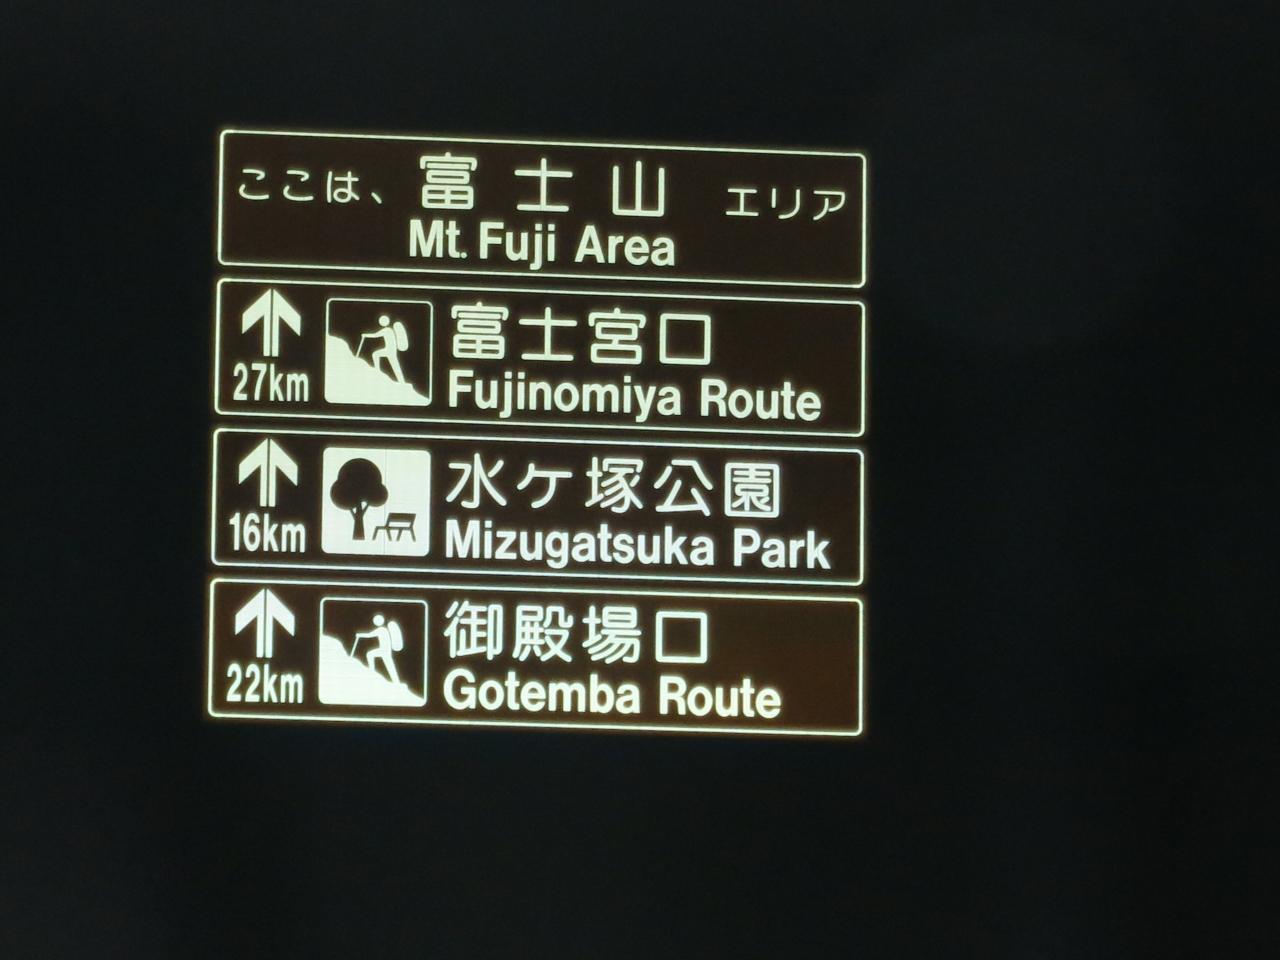 ここは、富士山エリア
Mt. Fuji Area
富士宮口
27km Fujinomiya Route
水ケ塚公園
16km Mizugatsuka Park
御殿場口
22km Gotemba Route